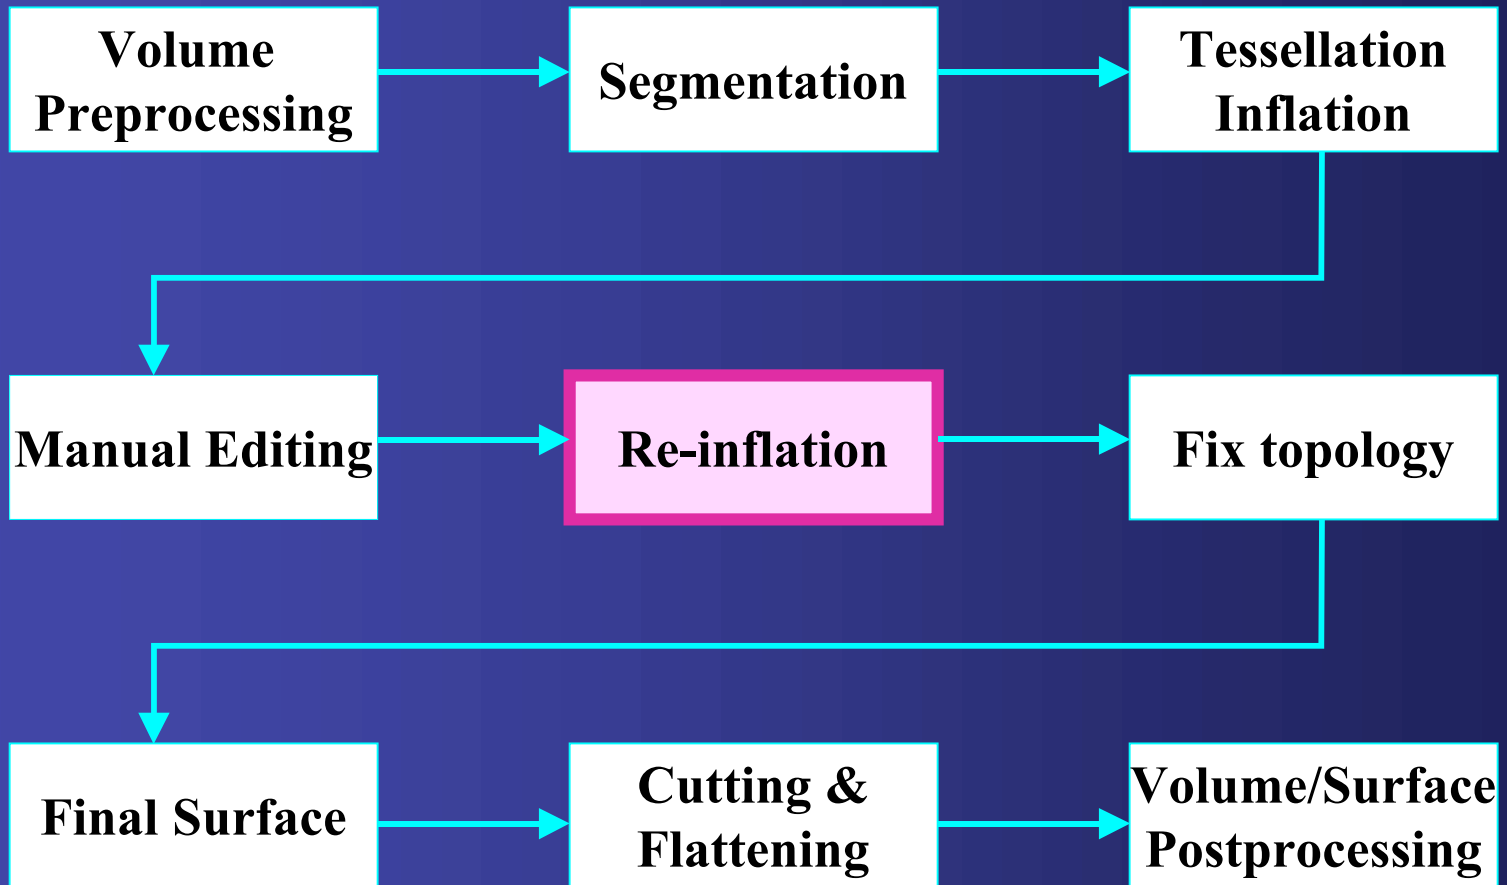 Volume
Preprocessing
Segmentation
Tessellation
Inflation
Manual Editing
Re-inflation
Fix topology
Final Surface
Cutting &
Flattening
Volume/Surface
Postprocessing